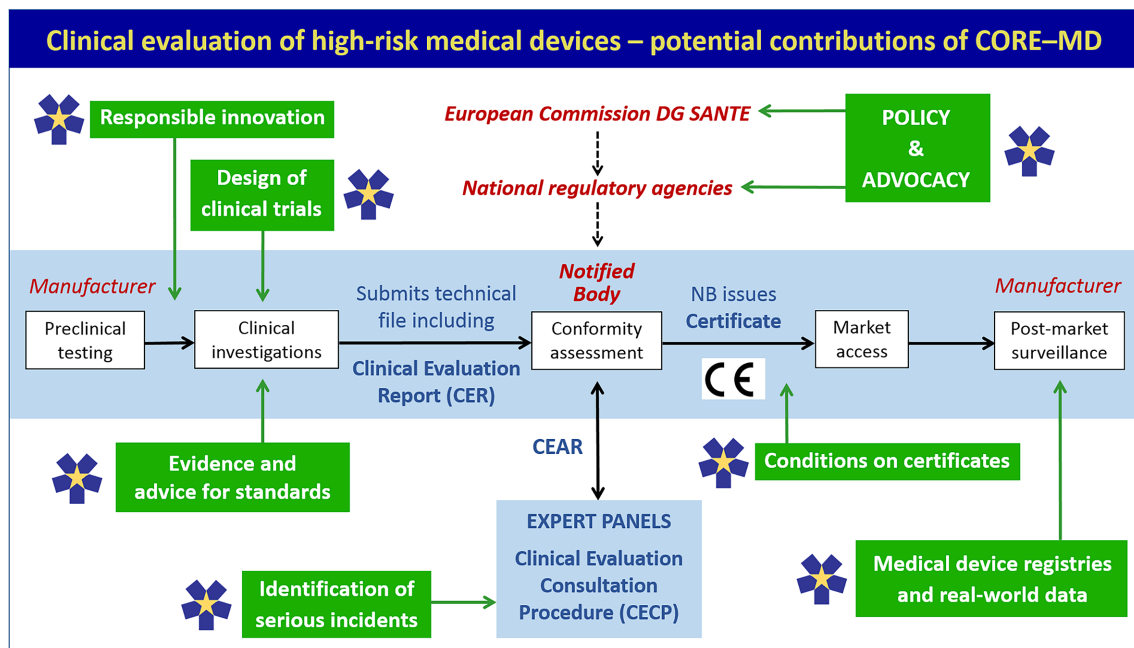 Clinical evaluation of high-risk medical devices – potential contributions of CORE–MD
Responsible innovation
European Commission DG SANTE
POLICY
&
ADVOCACY
Design of
clinical trials
National regulatory agencies
Manufacturer
Preclinical
testing
Clinical
investigations
Submits technical
file including
Clinical Evaluation
Report (CER)
Notified
Body
Conformity
assessment
NB issues
Certificate
CE
Market
access
Manufacturer
Post-market
surveillance
Evidence and
advice for standards
CEAR
Conditions on certificates
EXPERT PANELS
Clinical Evaluation
Consultation
Procedure (CECP)
Identification of
serious incidents
Medical device registries
and real-world data